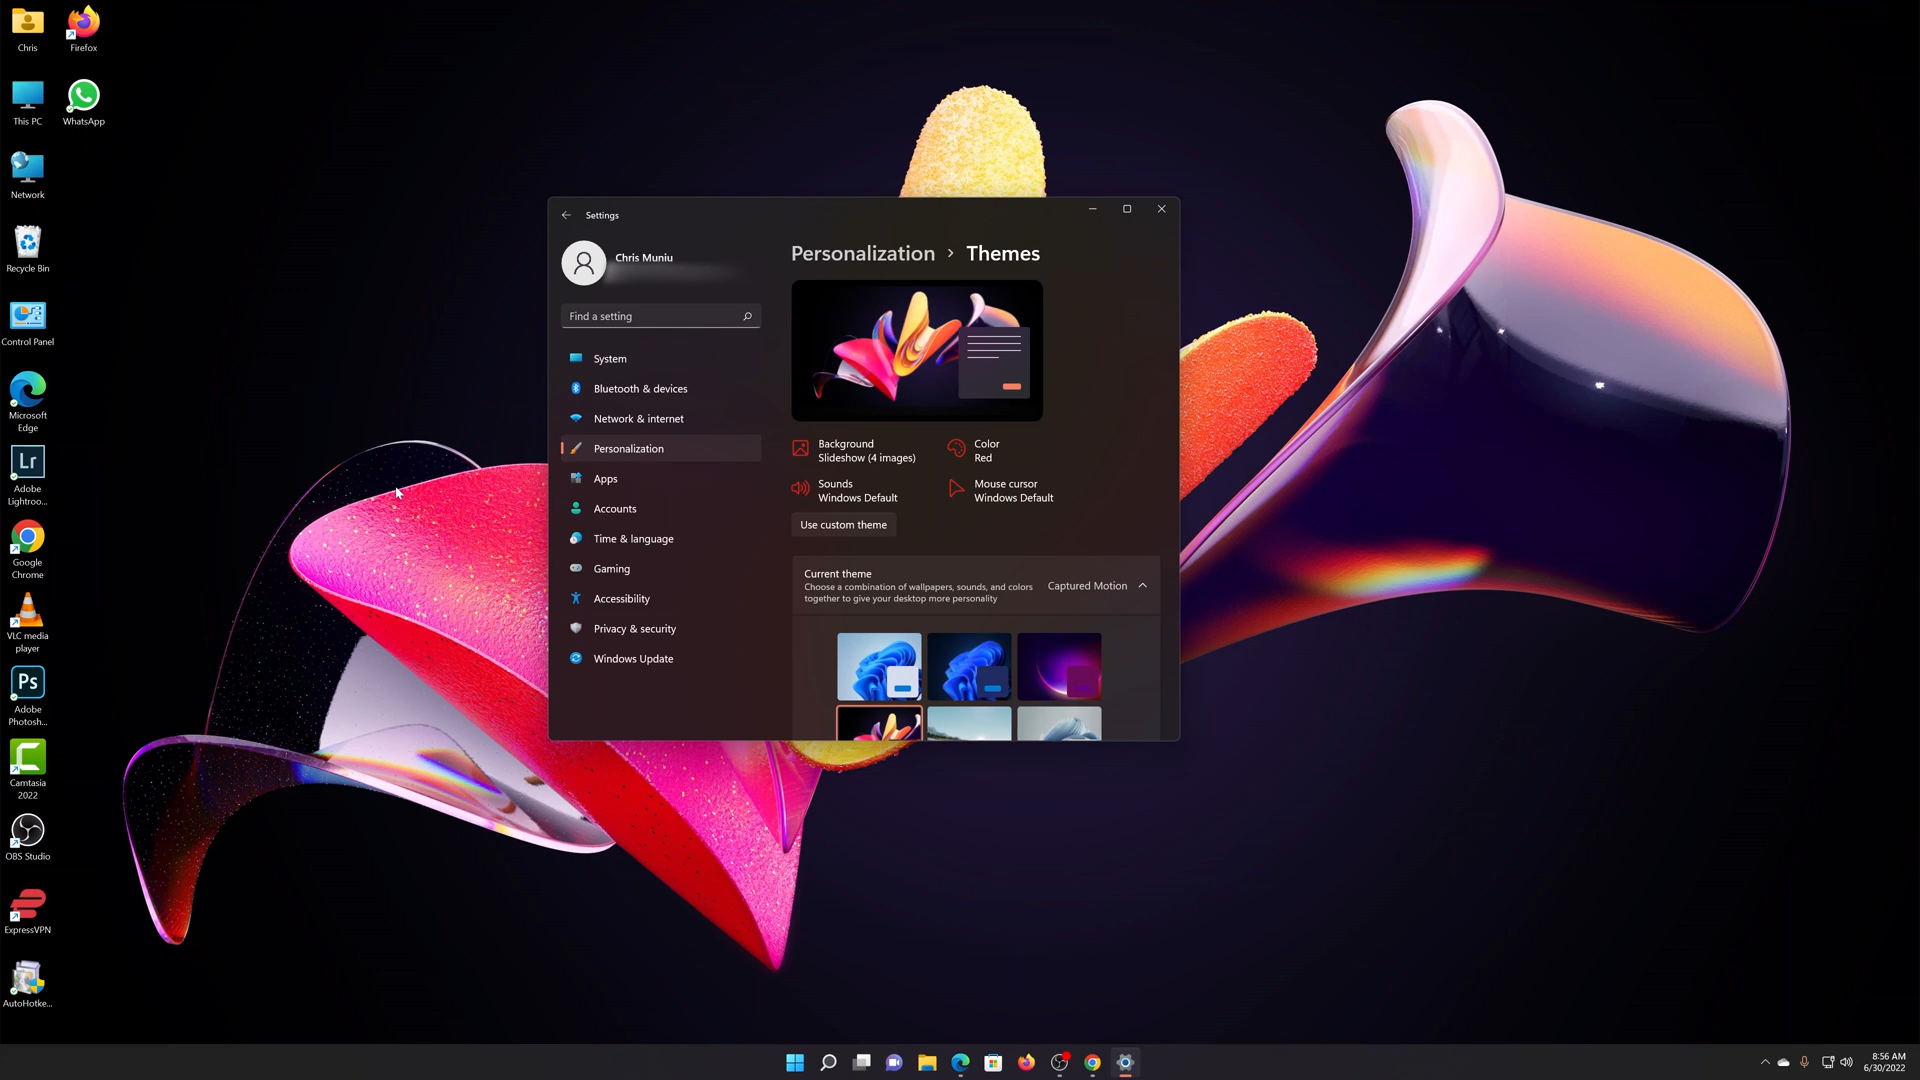 Chris
Firefox
This PC
WhatsApp
Network
Recycle Bin
Control Panel
Microsoft
Edge
Lr
Adobe
Lightroo...
Google
Chrome
VLC media
player
Ps
Adobe
Photosh...
Camtasia
2022
OBS Studio
ExpressVPN
AutoHotke...
Settings
Chris Muniu
Find a setting
System
Bluetooth & devices
Network & internet
Personalization
Apps
Accounts
Time & language
Gaming
Accessibility
Privacy & security
Windows Update
Personalization > Themes
Background
Slideshow (4 images)
Color
Red
Sounds
Windows Default
Mouse cursor
Windows Default
Use custom theme
Current theme
Choose a combination of wallpapers, sounds, and colors
together to give your desktop more personality
Captured Motion
8:56 AM
6/30/2022